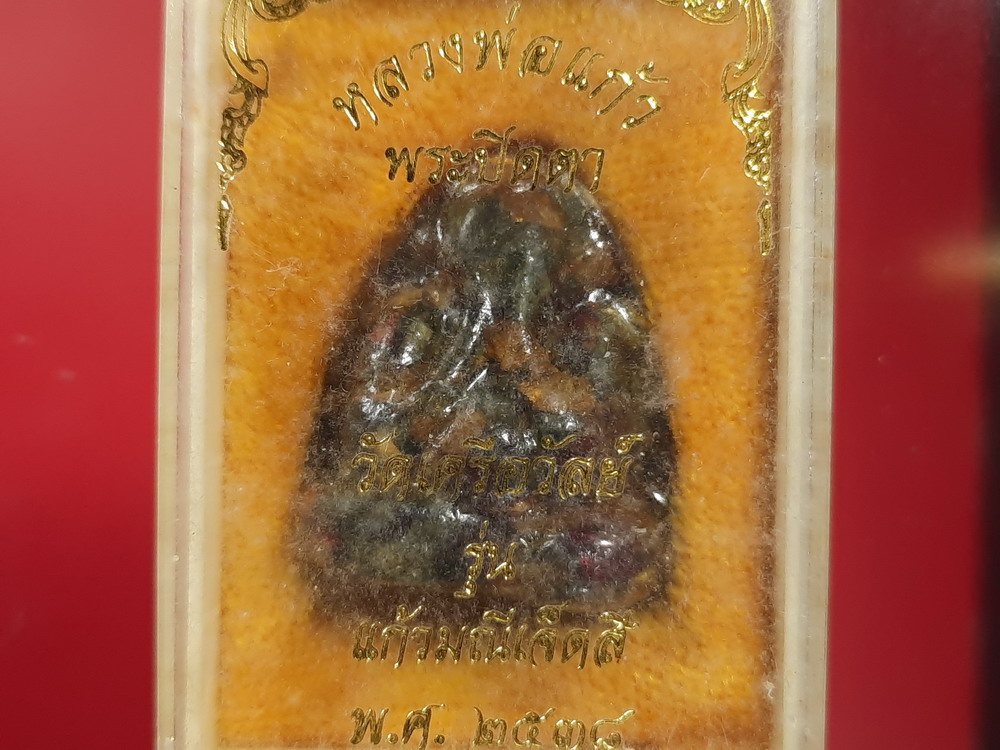 หลวงพ่อแก้ว
พระปิดตา
วัดเครือวัลย์
รุ่น
แก้วมณีเจ็ดสี
พ.ศ. ๒๕๓๘